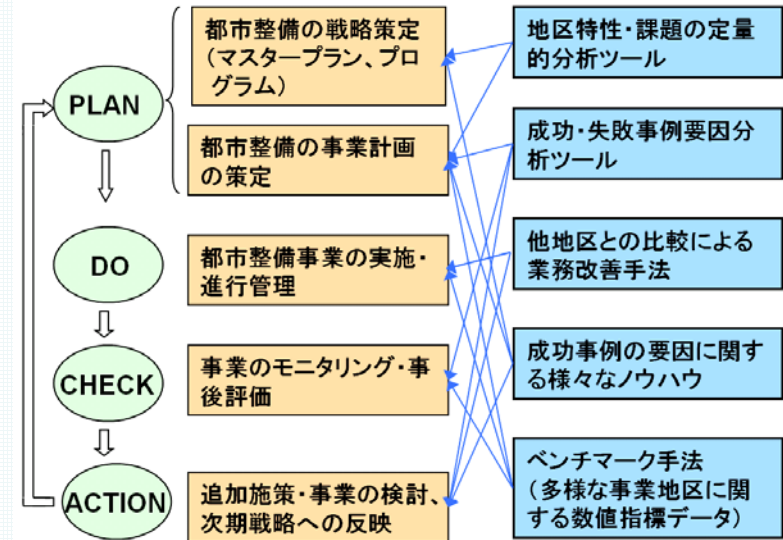 PLAN
都市整備の戦略策定
(マスタープラン、プロ
グラム)
都市整備の事業計画
の策定
DO
都市整備事業の実施・
進行管理
CHECK
事業のモニタリング・事
後評価
ACTION
追加施策・事業の検討、
次期戦略への反映
地区特性・課題の定量
的分析ツール
成功・失敗事例要因分
析ツール
他地区との比較による
業務改善手法
成功事例の要因に関す
る様々なノウハウ
ベンチマーク手法
(多様な事業地区に関
する数値指標データ)